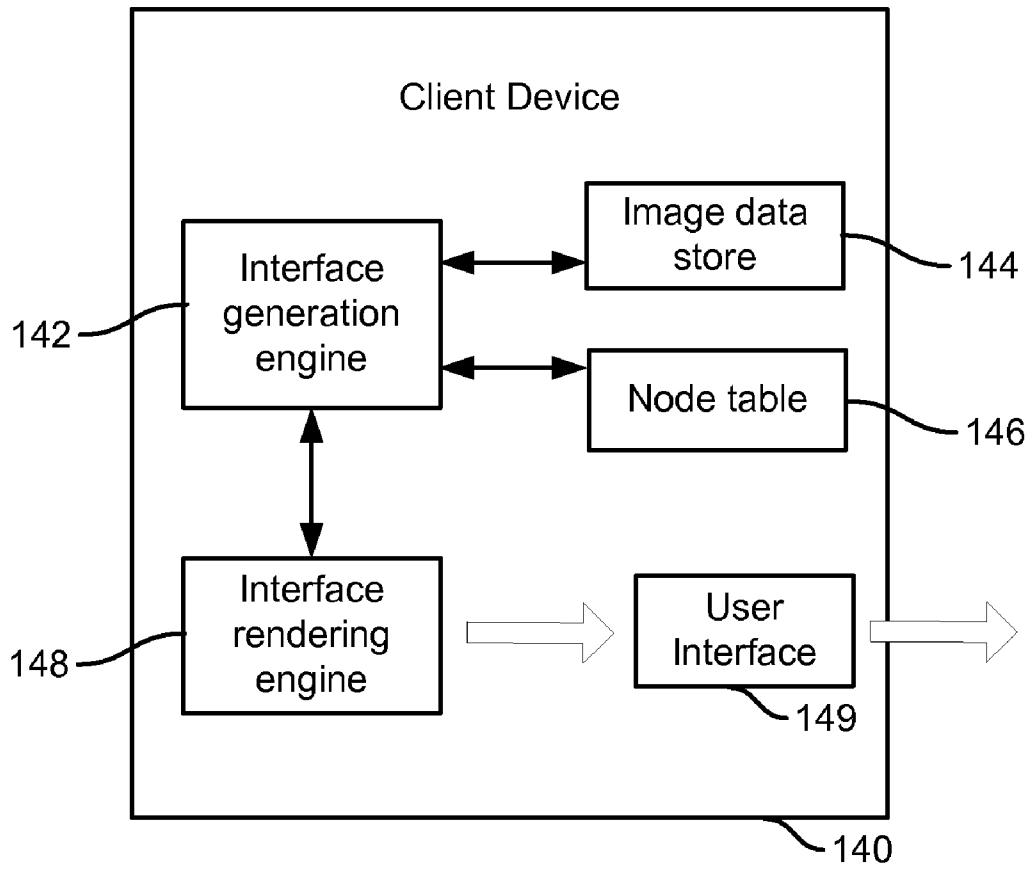 Client Device
Image data
store
144
Interface
generation
engine
142
Node table
146
Interface
rendering
engine
148
User
Interface
149
140